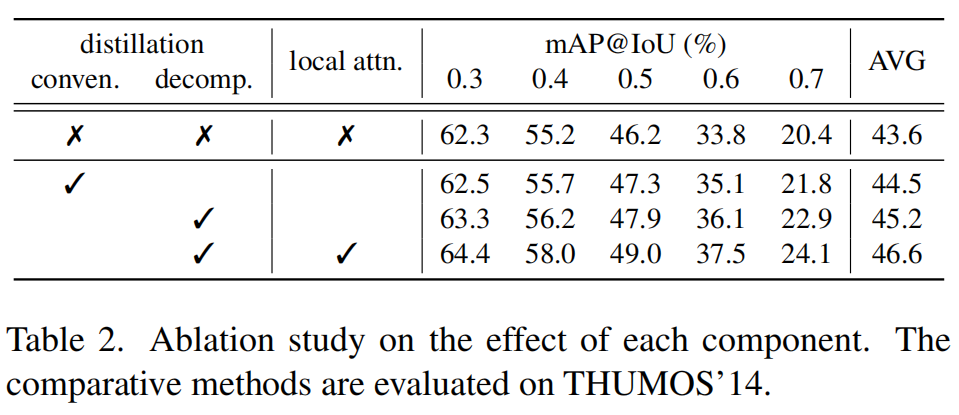 distillation local attn. mAP@IoU (%) AVG
conven. decomp. 0.3 0.4 0.5 0.6 0.7
✗ ✗ ✗ 62.3 55.2 46.2 33.8 20.4 43.6
✓ 62.5 55.7 47.3 35.1 21.8 44.5
✓ 63.3 56.2 47.9 36.1 22.9 45.2
✓ ✓ 64.4 58.0 49.0 37.5 24.1 46.6
Table 2. Ablation study on the effect of each component. The
comparative methods are evaluated on THUMOS'14.